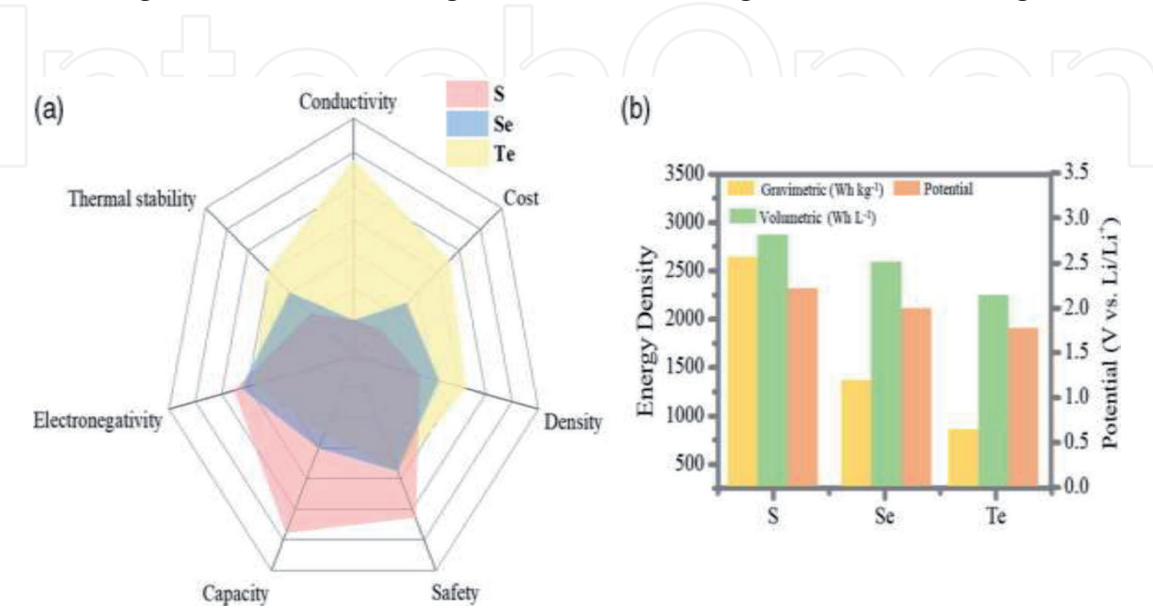 IntechOpen
(a)
Conductivity
S
Se
Te
Thermal stability
Cost
Electronegativity
Density
Capacity
Safety
(b)
3500
3000
2500
2000
1500
1000
500
Energy Density
Gravimetric (Wh kg⁻¹) Potential
Volumetric (Wh L⁻¹)
3.5
3.0
2.5
2.0
1.5
1.0
0.5
0.0
Potential (V vs. Li/Li⁺)
S Se Te